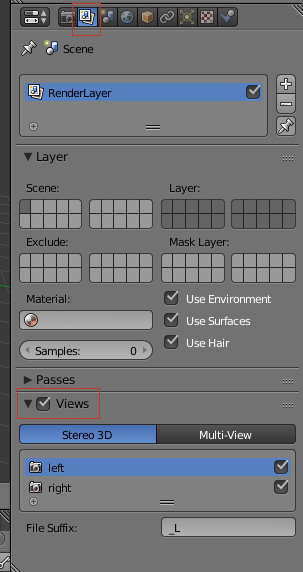 Scene
RenderLayer
Layer
Scene: Layer:
Exclude: Mask Layer:
Material: Use Environment
Use Surfaces
Samples: 0 Use Hair
Passes
Views
Stereo 3D Multi-View
left
right
File Suffix: _L